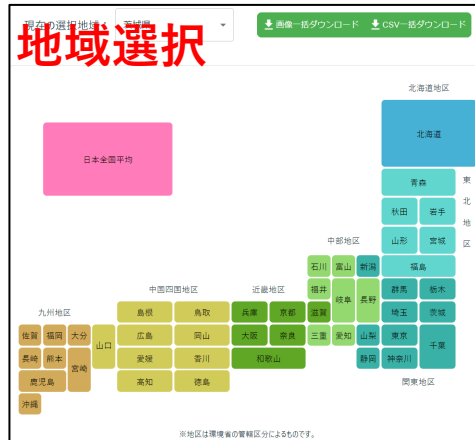 現在の選択地域： 茨城県
画像一括ダウンロード CSV一括ダウンロード
地域選択
北海道地区
北海道
日本全国平均
青森
東北地区
秋田 岩手
山形 宮城
中部地区
石川 富山 新潟 福島
中国四国地区 近畿地区
福井 岐阜 長野 群馬 栃木
九州地区
島根 鳥取 兵庫 京都 滋賀 埼玉 茨城
佐賀 福岡 大分 山口 広島 岡山 大阪 奈良 三重 愛知 山梨 東京 千葉
長崎 熊本 宮崎 愛媛 香川 和歌山 静岡 神奈川
鹿児島 高知 徳島 関東地区
沖縄
※地区は環境省の管轄区分によるものです。